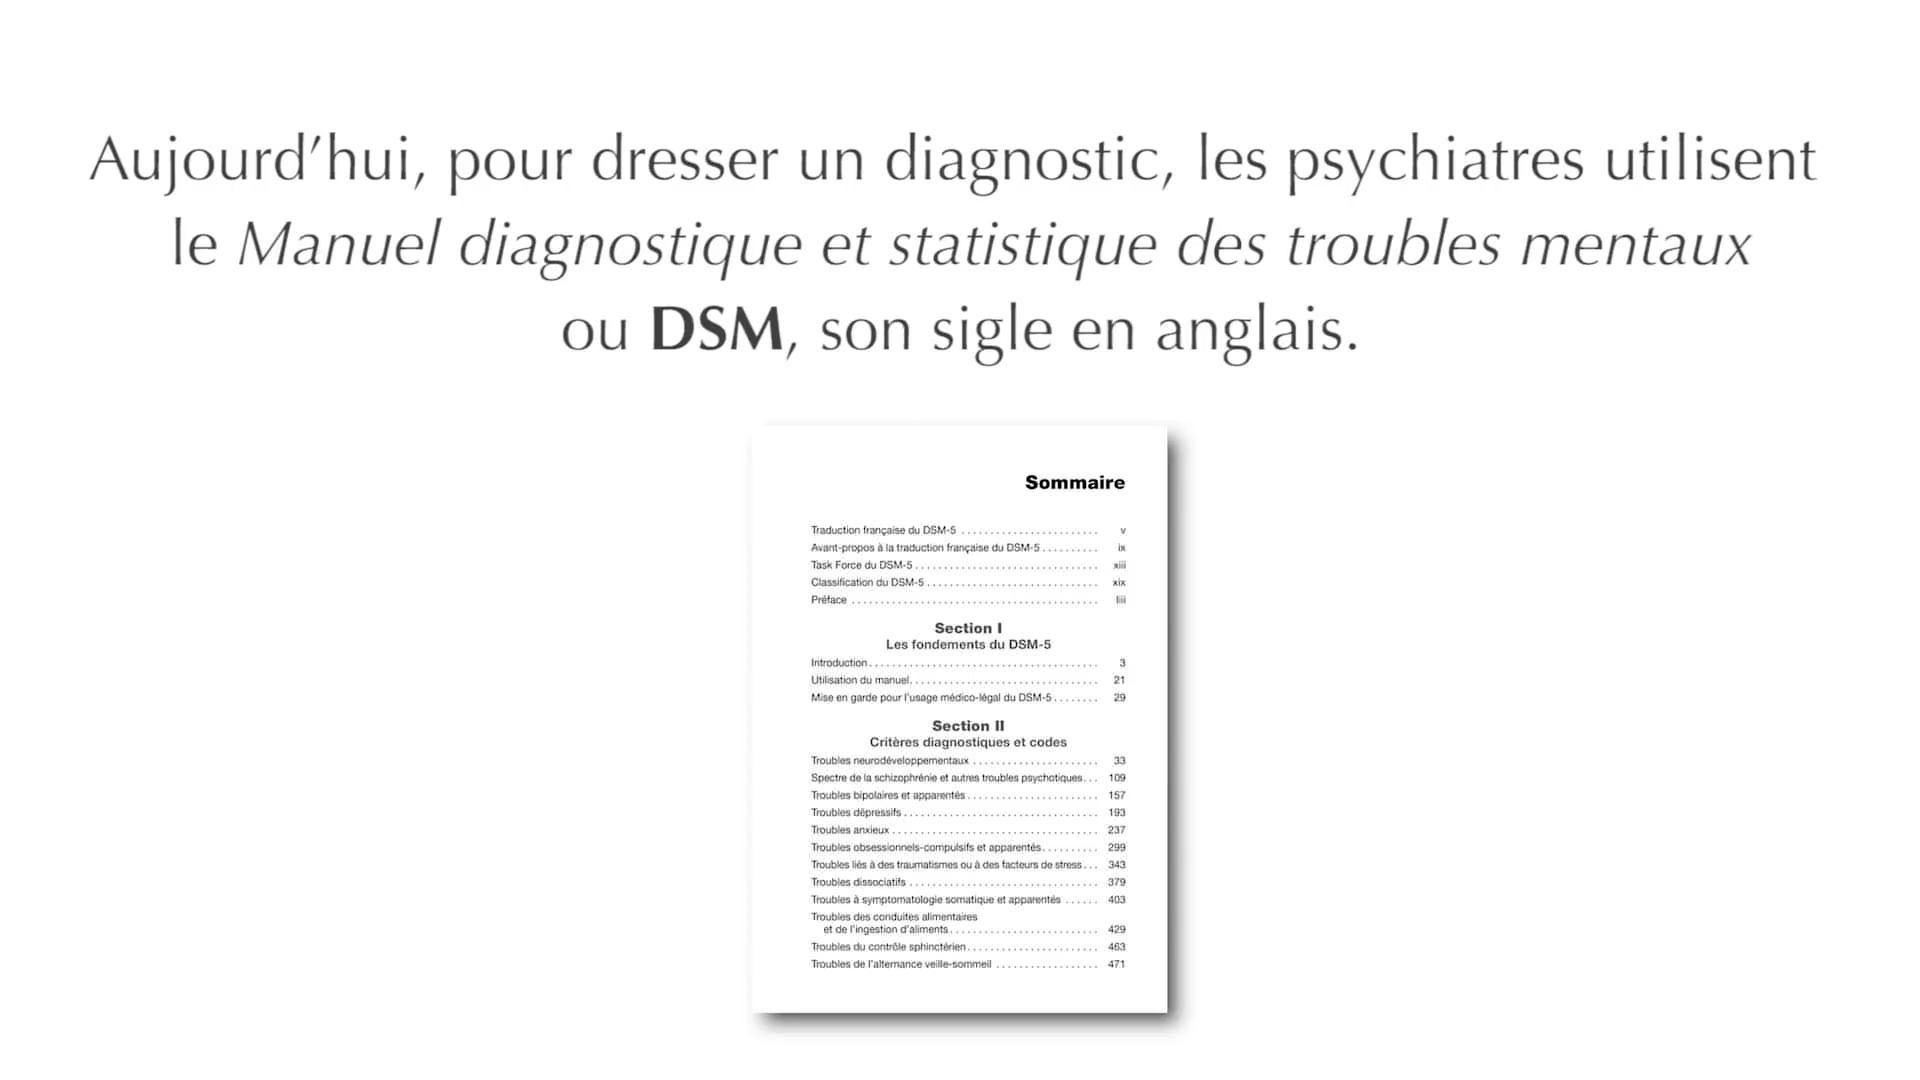 Aujourd’hui, pour dresser un diagnostic, les psychiatres utilisent
le Manuel diagnostique et statistique des troubles mentaux
ou DSM, son sigle en anglais.
Sommaire
Traduction française du DSM-5 . . . . . . . . . . . . . . . . . . . . . . . v
Avant-propos à la traduction française du DSM-5 . . . . . . . . . . ix
Task Force du DSM-5 . . . . . . . . . . . . . . . . . . . . . . . . . . . . . . . xiii
Classification du DSM-5 . . . . . . . . . . . . . . . . . . . . . . . . . . . . . xix
Préface . . . . . . . . . . . . . . . . . . . . . . . . . . . . . . . . . . . . . . . . . . liii
Section I
Les fondements du DSM-5
Introduction . . . . . . . . . . . . . . . . . . . . . . . . . . . . . . . . . . . . . . . 3
Utilisation du manuel . . . . . . . . . . . . . . . . . . . . . . . . . . . . . . . . 21
Mise en garde pour l’usage médico-légal du DSM-5 . . . . . . . . 29
Section II
Critères diagnostiques et codes
Troubles neurodéveloppementaux . . . . . . . . . . . . . . . . . . . . . 33
Spectre de la schizophrénie et autres troubles psychotiques . . . 109
Troubles bipolaires et apparentés . . . . . . . . . . . . . . . . . . . . . . 157
Troubles dépressifs . . . . . . . . . . . . . . . . . . . . . . . . . . . . . . . . . 193
Troubles anxieux . . . . . . . . . . . . . . . . . . . . . . . . . . . . . . . . . . . 237
Troubles obsessionnels-compulsifs et apparentés . . . . . . . . . . 299
Troubles liés à des traumatismes ou à des facteurs de stress . . . 343
Troubles dissociatifs . . . . . . . . . . . . . . . . . . . . . . . . . . . . . . . . 379
Troubles à symptomatologie somatique et apparentés . . . . . . 403
Troubles des conduites alimentaires
et de l’ingestion d’aliments . . . . . . . . . . . . . . . . . . . . . . . . . 429
Troubles du contrôle sphinctérien . . . . . . . . . . . . . . . . . . . . . . 463
Troubles de l’alternance veille-sommeil . . . . . . . . . . . . . . . . . . 471